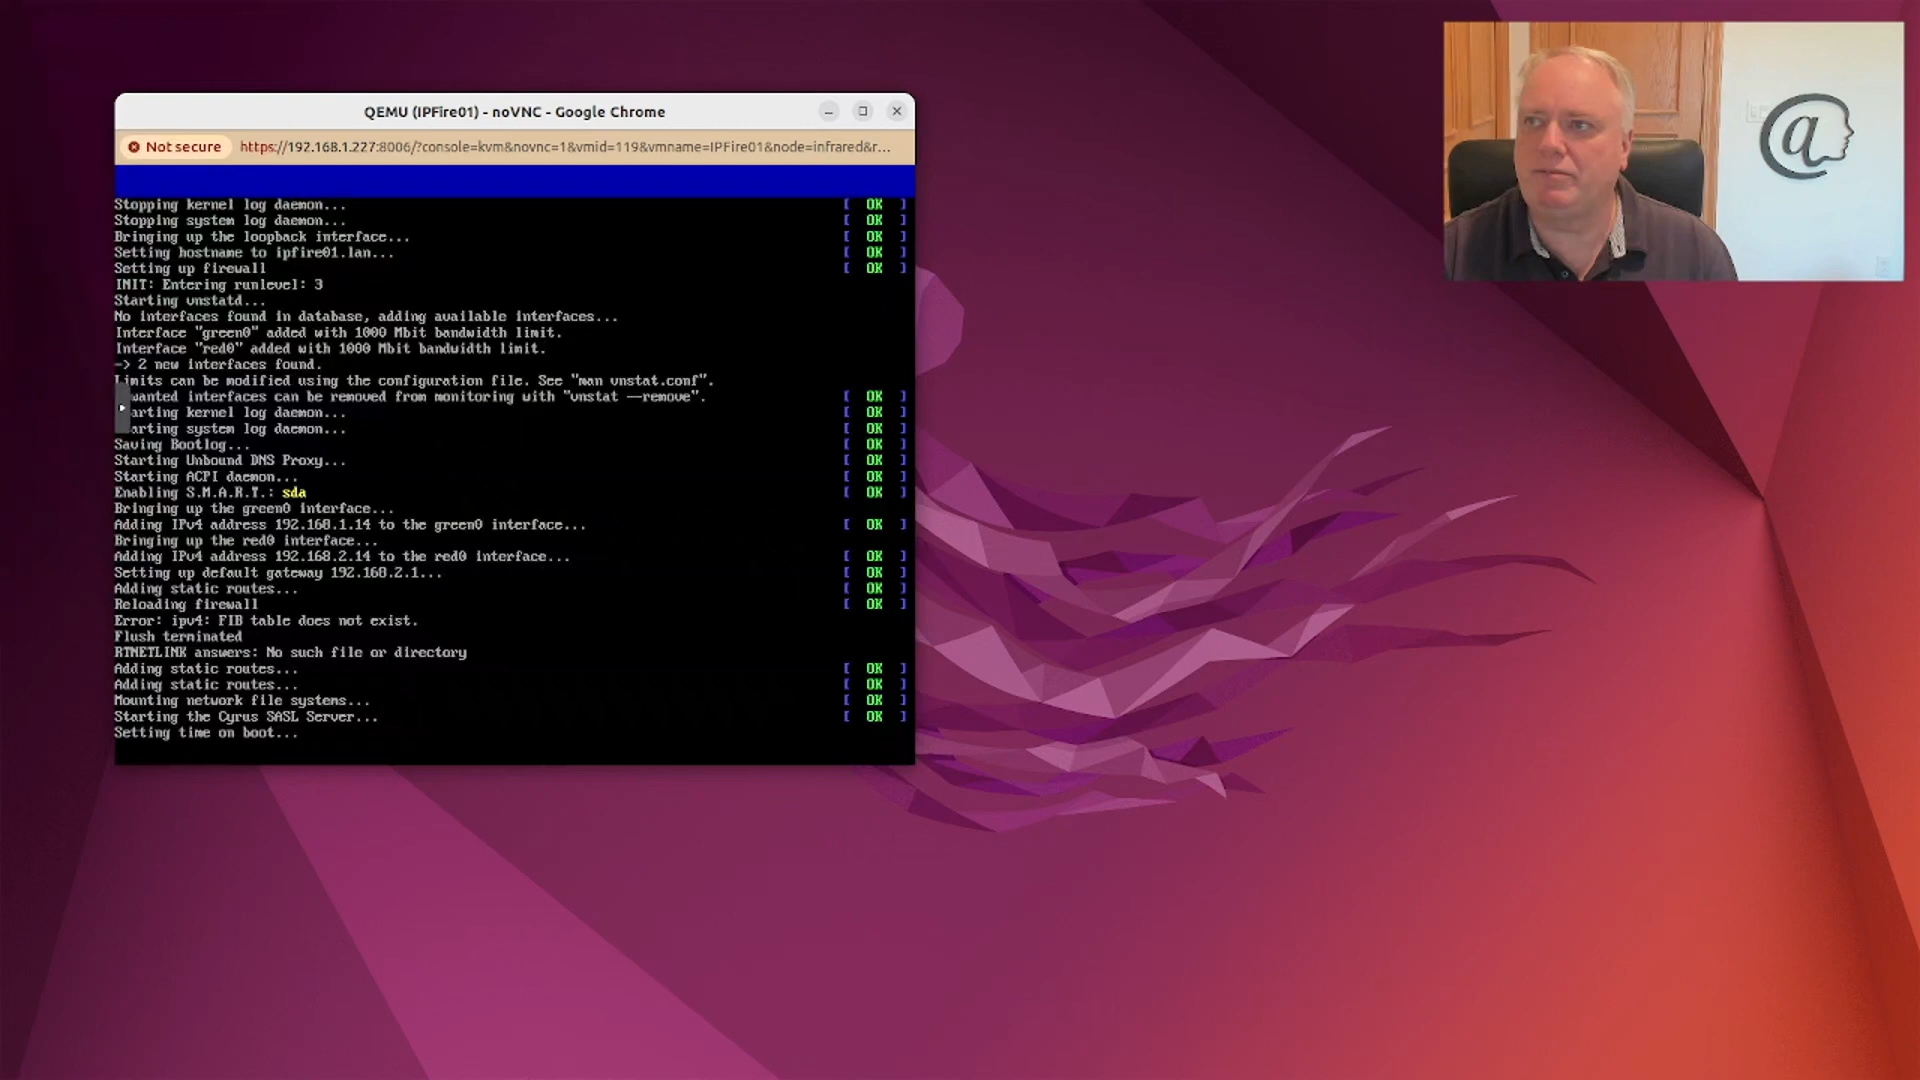 QEMU (IPFire01) - noVNC - Google Chrome
Not secure https://192.168.1.227:8006/?console=kvm&novnc=1&vmid=119&vmname=IPFire01&node=infrared&r...
Stopping kernel log daemon... [ OK ]
Stopping system log daemon... [ OK ]
Bringing up the loopback interface... [ OK ]
Setting hostname to ipfire01.lan... [ OK ]
Setting up firewall [ OK ]
INIT: Entering runlevel: 3
Starting vnstatd...
No interfaces found in database, adding available interfaces...
Interface "green0" added with 1000 Mbit bandwidth limit.
Interface "red0" added with 1000 Mbit bandwidth limit.
-> 2 new interfaces found.
Limits can be modified using the configuration file. See "man vnstat.conf".
wanted interfaces can be removed from monitoring with "vnstat --remove". [ OK ]
arting kernel log daemon... [ OK ]
arting system log daemon... [ OK ]
Saving Bootlog... [ OK ]
Starting Unbound DNS Proxy... [ OK ]
Starting ACPI daemon... [ OK ]
Enabling S.M.A.R.T.: sda [ OK ]
Bringing up the green0 interface...
Adding IPv4 address 192.168.1.14 to the green0 interface... [ OK ]
Bringing up the red0 interface...
Adding IPv4 address 192.168.2.14 to the red0 interface... [ OK ]
Setting up default gateway 192.168.2.1... [ OK ]
Adding static routes... [ OK ]
Reloading firewall [ OK ]
Error: ipv4: FIB table does not exist.
Flush terminated
RTNETLINK answers: No such file or directory
Adding static routes... [ OK ]
Adding static routes... [ OK ]
Mounting network file systems... [ OK ]
Starting the Cyrus SASL Server... [ OK ]
Setting time on boot...